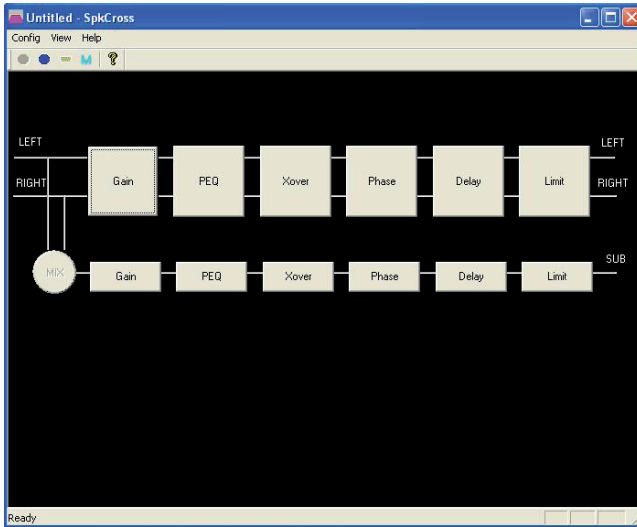 Untitled - SpkCross
Config View Help
LEFT LEFT
RIGHT Gain PEQ Xover Phase Delay Limit RIGHT
SUB
MIX Gain PEQ Xover Phase Delay Limit
Ready